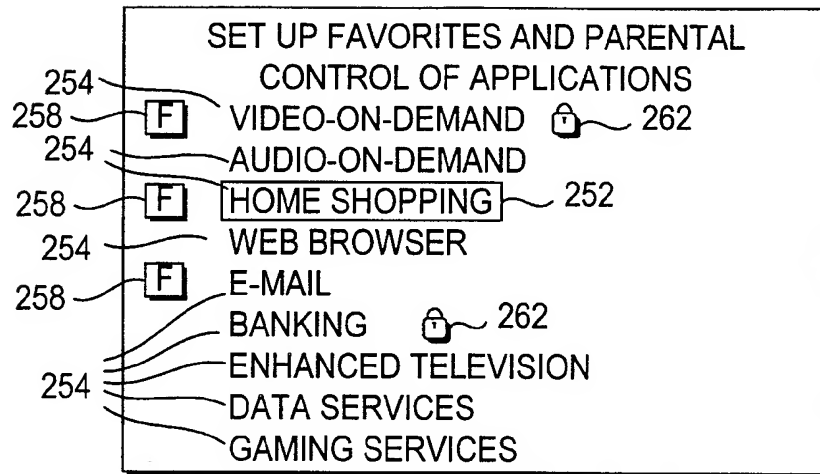 SET UP FAVORITES AND PARENTAL
CONTROL OF APPLICATIONS
254
258 F VIDEO-ON-DEMAND 262
254 AUDIO-ON-DEMAND
258 F HOME SHOPPING 252
254 WEB BROWSER
258 F E-MAIL
BANKING 262
254 ENHANCED TELEVISION
DATA SERVICES
GAMING SERVICES